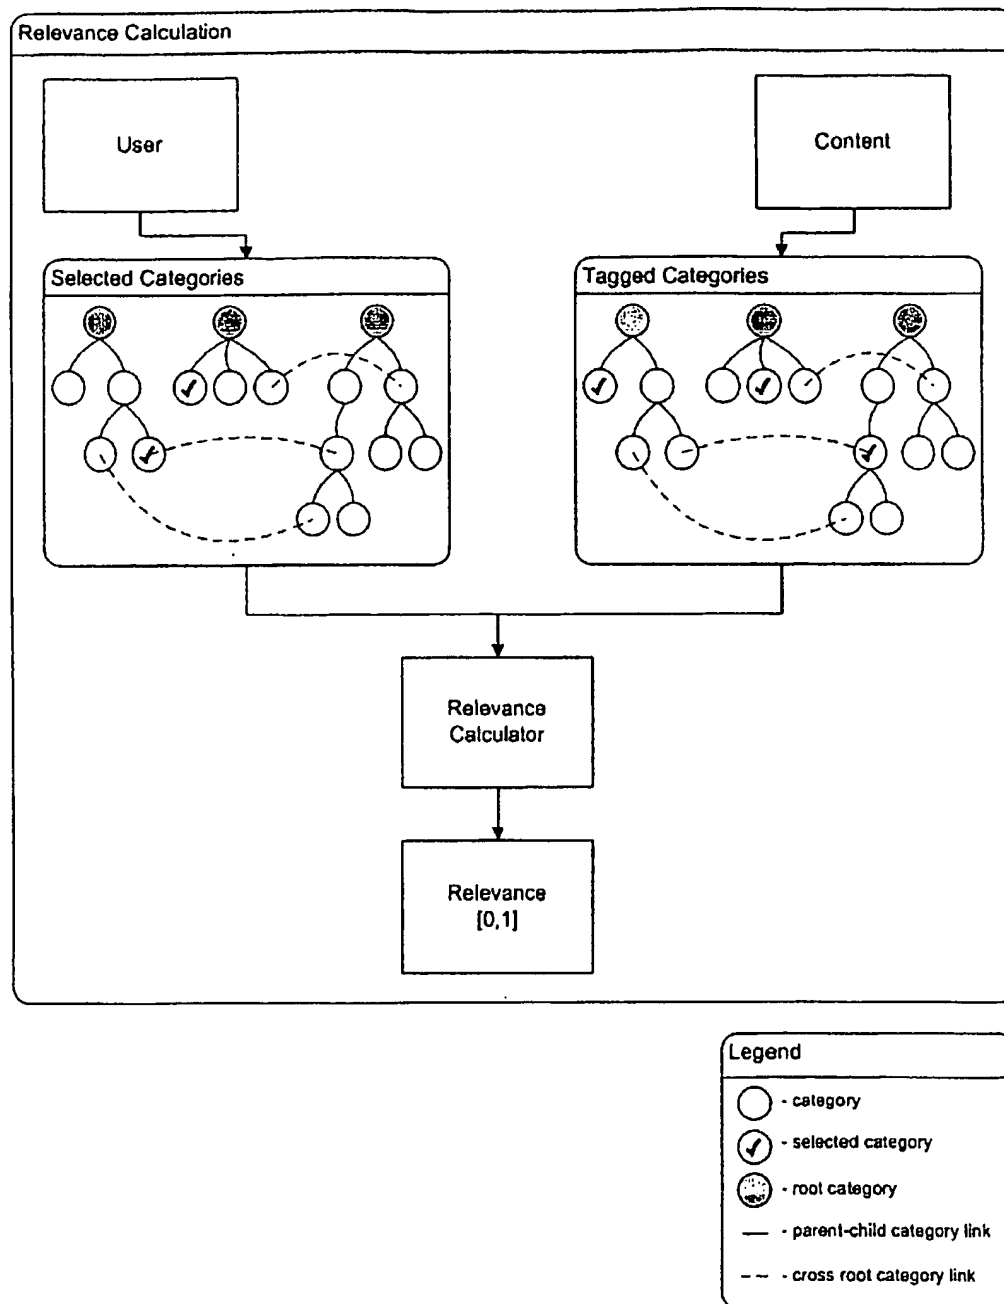 Relevance Calculation
User
Content
Selected Categories
Tagged Categories
Relevance
Calculator
Relevance
[0,1]
Legend
- category
- selected category
- root category
- parent-child category link
- cross root category link